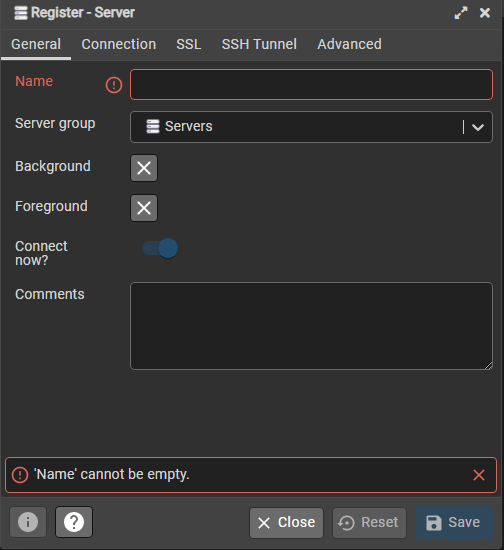 Register - Server
General Connection SSL SSH Tunnel Advanced
Name
Server group Servers
Background
Foreground
Connect
now?
Comments
'Name' cannot be empty.
Close Reset Save